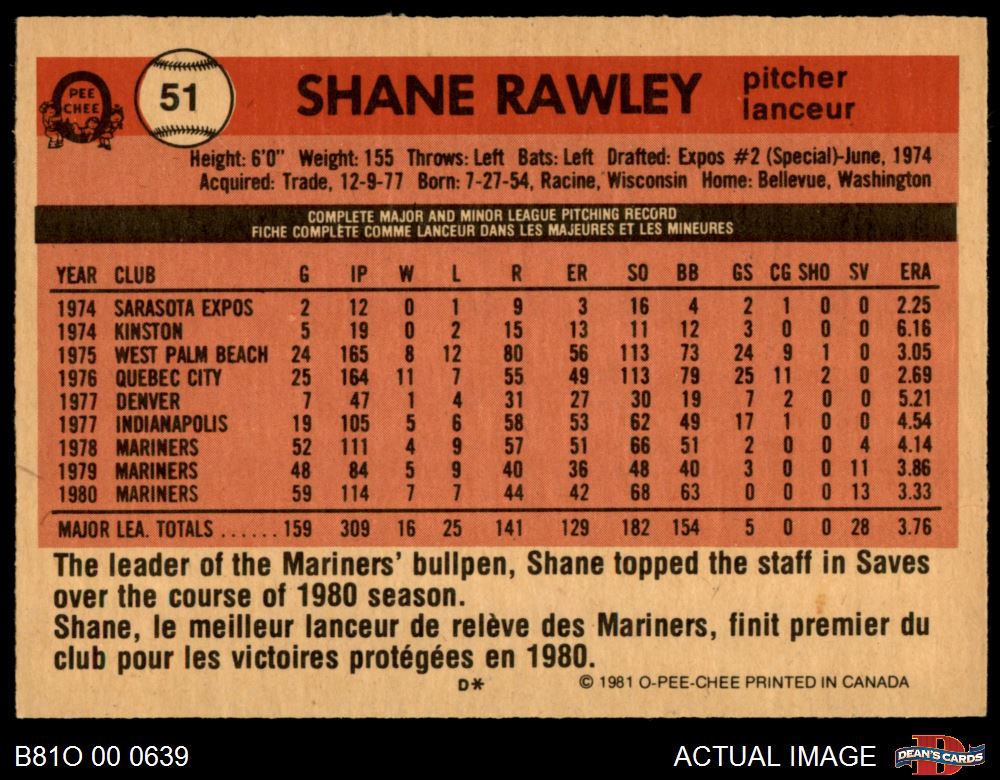 PEE
CHEE
51
SHANE RAWLEY
pitcher
lanceur
Height: 6'0" Weight: 155 Throws: Left Bats: Left Drafted: Expos #2 (Special)-June, 1974
Acquired: Trade, 12-9-77 Born: 7-27-54, Racine, Wisconsin Home: Bellevue, Washington
COMPLETE MAJOR AND MINOR LEAGUE PITCHING RECORD
FICHE COMPLÈTE COMME LANCEUR DANS LES MAJEURES ET LES MINEURES
YEAR CLUB G IP W L R ER SO BB GS CG SHO SV ERA
1974 SARASOTA EXPOS 2 12 0 1 9 3 16 4 2 1 0 0 2.25
1974 KINSTON 5 19 0 2 15 13 11 12 3 0 0 0 6.16
1975 WEST PALM BEACH 24 165 8 12 80 56 113 73 24 9 1 0 3.05
1976 QUEBEC CITY 25 164 11 7 55 49 113 79 25 11 2 0 2.69
1977 DENVER 7 47 1 4 31 27 30 19 7 2 0 0 5.21
1977 INDIANAPOLIS 19 105 5 6 58 53 62 49 17 1 0 0 4.54
1978 MARINERS 52 111 4 9 57 51 66 51 2 0 0 4 4.14
1979 MARINERS 48 84 5 9 40 36 48 40 3 0 0 11 3.86
1980 MARINERS 59 114 7 7 44 42 68 63 0 0 0 13 3.33
MAJOR LEA. TOTALS ...... 159 309 16 25 141 129 182 154 5 0 0 28 3.76
The leader of the Mariners' bullpen, Shane topped the staff in Saves
over the course of 1980 season.
Shane, le meilleur lanceur de relève des Mariners, finit premier du
club pour les victoires protégées en 1980.
D* © 1981 O-PEE-CHEE PRINTED IN CANADA
B81O 00 0639
ACTUAL IMAGE
DEAN'S CARDS